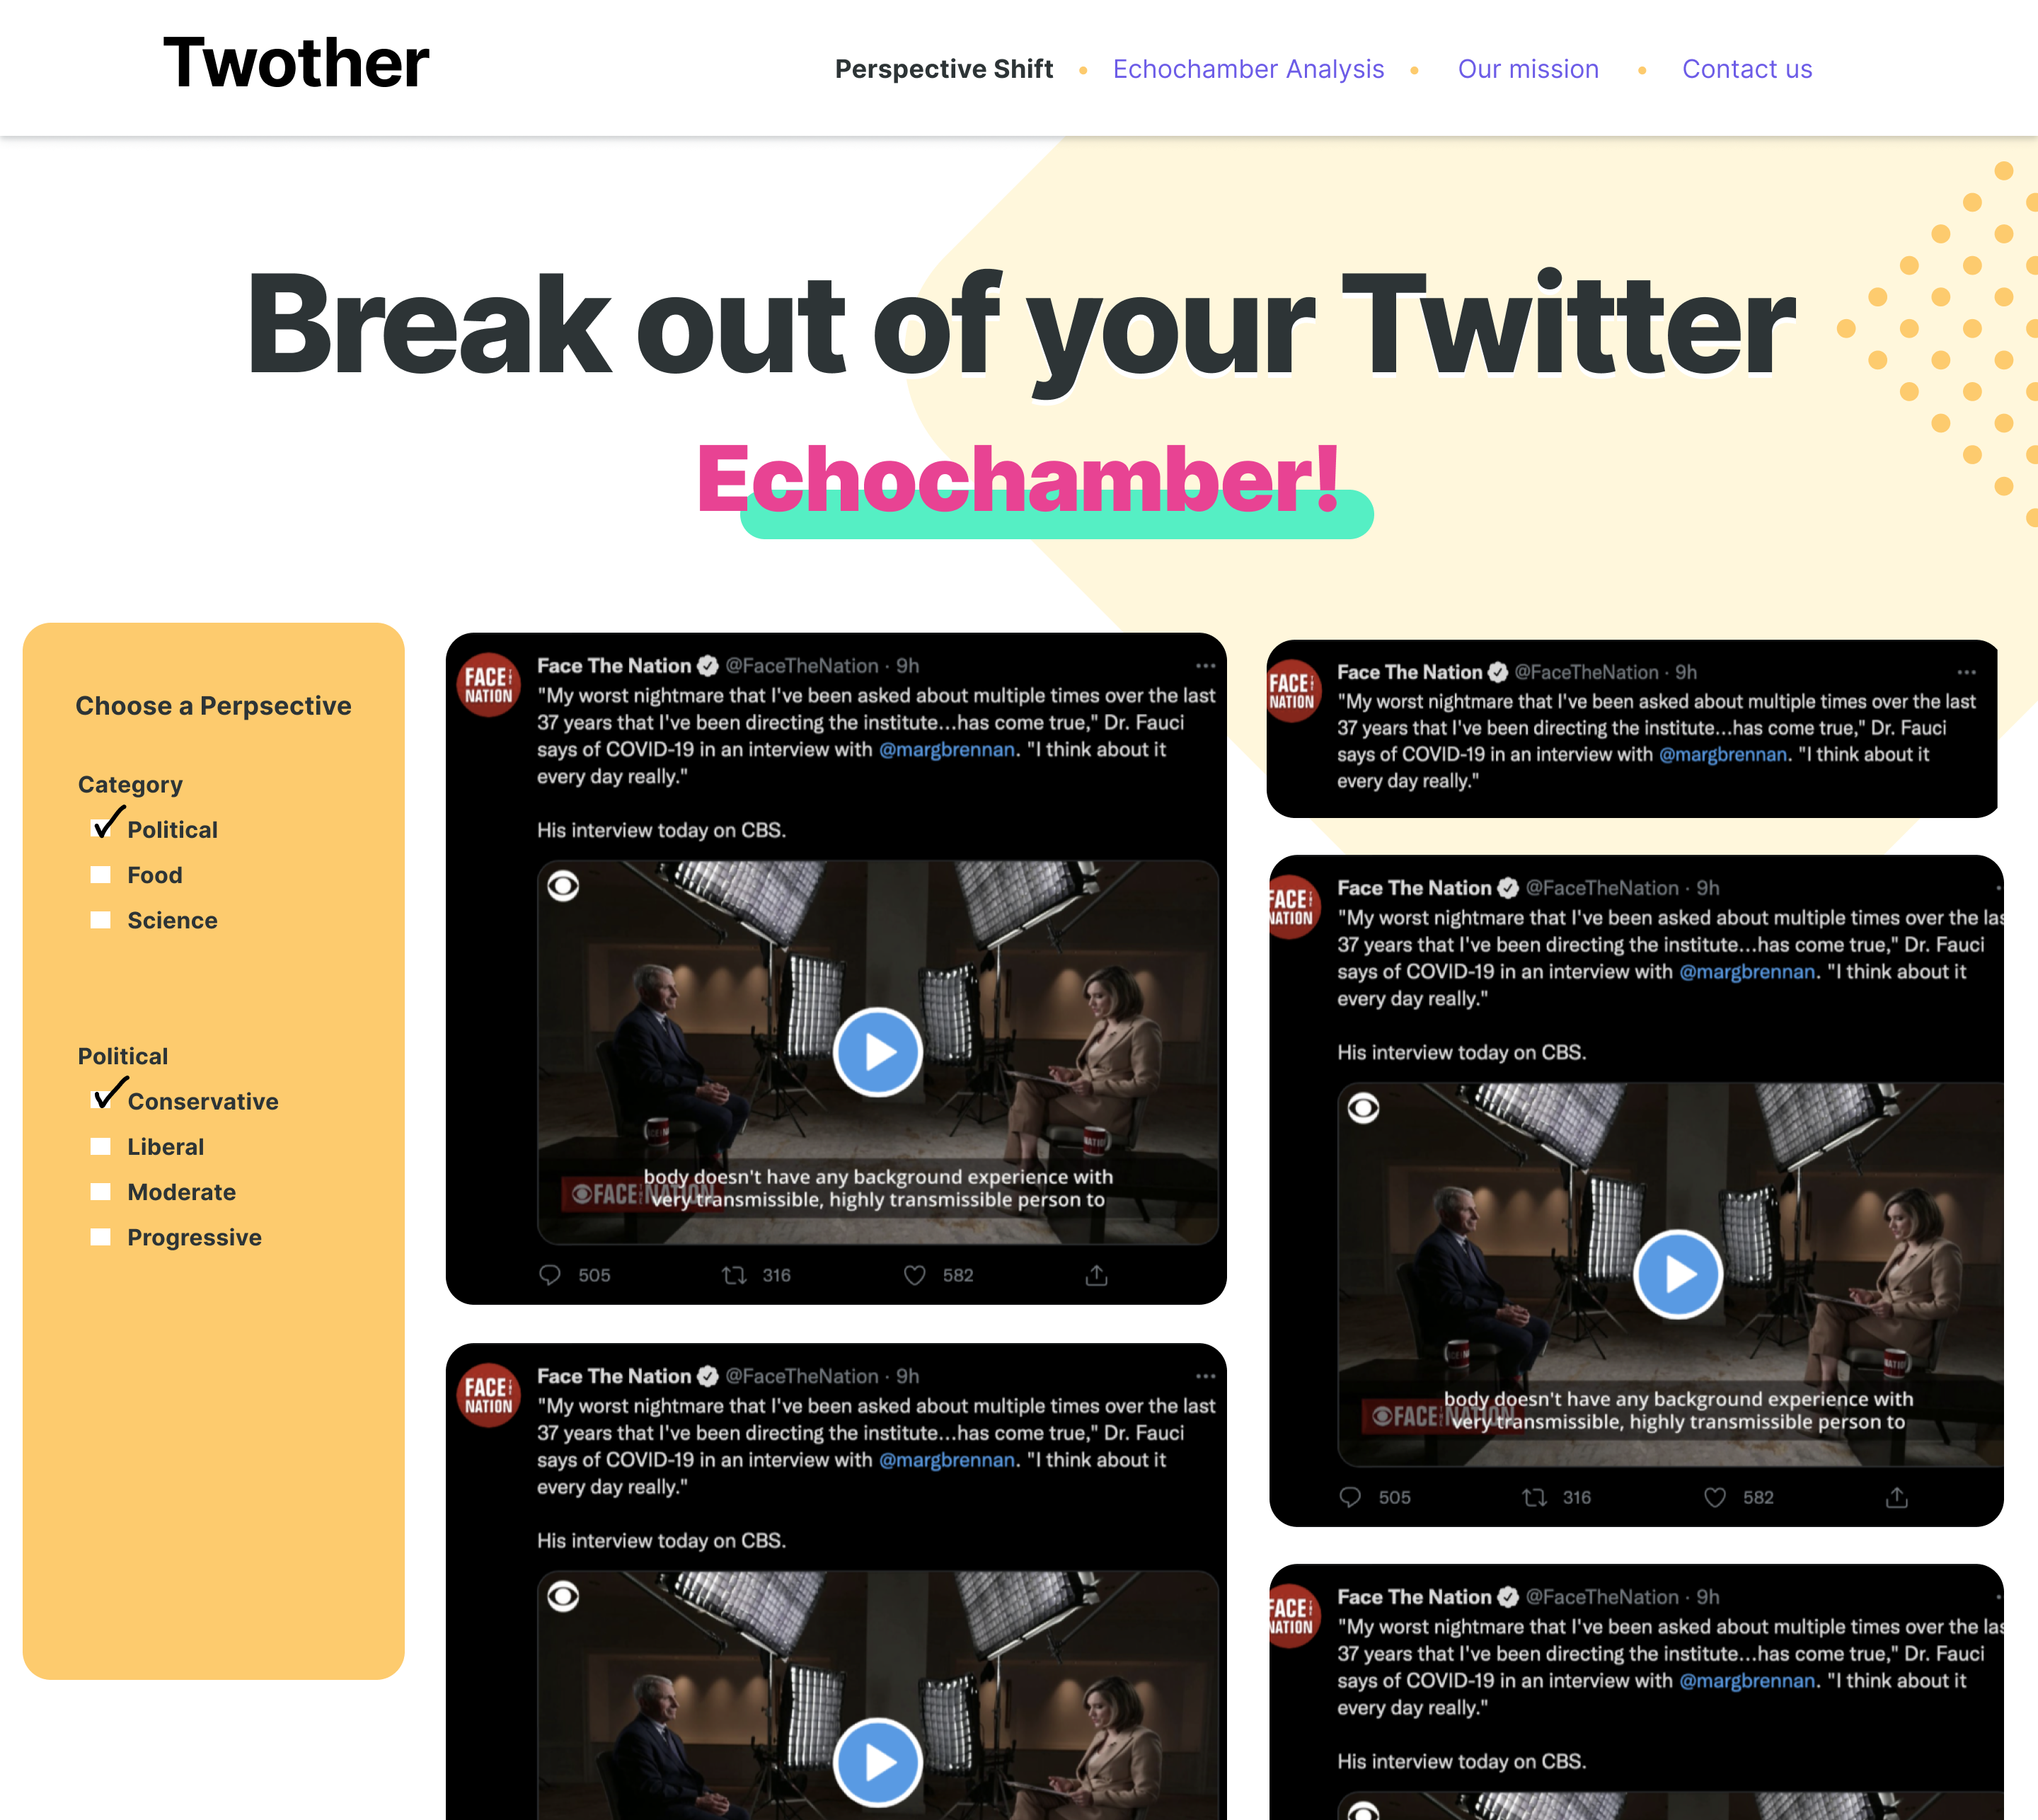 Twother
Perspective Shift • Echochamber Analysis • Our mission • Contact us
Break out of your Twitter
Echochamber!
Choose a Perpsective
Category
Political
Food
Science
Political
Conservative
Liberal
Moderate
Progressive
FACE THE
NATION
Face The Nation @FaceTheNation · 9h
"My worst nightmare that I've been asked about multiple times over the last
37 years that I've been directing the institute...has come true," Dr. Fauci
says of COVID-19 in an interview with @margbrennan. "I think about it
every day really."
His interview today on CBS.
body doesn't have any background experience with
very transmissible, highly transmissible person to
FACE THE NATION
505 316 582
FACE THE
NATION
Face The Nation @FaceTheNation · 9h
"My worst nightmare that I've been asked about multiple times over the last
37 years that I've been directing the institute...has come true," Dr. Fauci
says of COVID-19 in an interview with @margbrennan. "I think about it
every day really."
His interview today on CBS.
FACE THE
NATION
Face The Nation @FaceTheNation · 9h
"My worst nightmare that I've been asked about multiple times over the last
37 years that I've been directing the institute...has come true," Dr. Fauci
says of COVID-19 in an interview with @margbrennan. "I think about it
every day really."
FACE THE
NATION
Face The Nation @FaceTheNation · 9h
"My worst nightmare that I've been asked about multiple times over the las
37 years that I've been directing the institute...has come true," Dr. Fauci
says of COVID-19 in an interview with @margbrennan. "I think about it
every day really."
His interview today on CBS.
body doesn't have any background experience with
very transmissible, highly transmissible person to
FACE THE NATION
505 316 582
FACE THE
NATION
Face The Nation @FaceTheNation · 9h
"My worst nightmare that I've been asked about multiple times over the las
37 years that I've been directing the institute...has come true," Dr. Fauci
says of COVID-19 in an interview with @margbrennan. "I think about it
every day really."
His interview today on CBS.